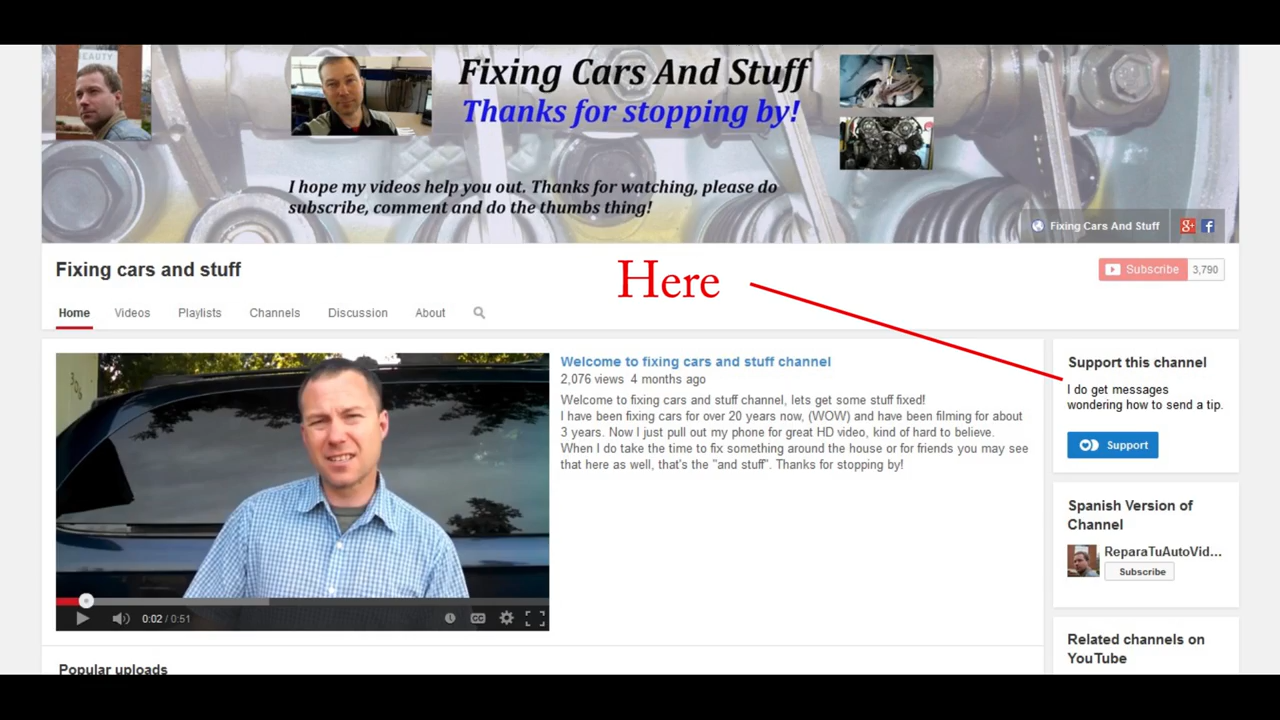 CAUTY
Fixing Cars And Stuff
Thanks for stopping by!
I hope my videos help you out. Thanks for watching, please do
subscribe, comment and do the thumbs thing!
Fixing Cars And Stuff
Fixing cars and stuff
Here
Subscribe 3,790
Home Videos Playlists Channels Discussion About
Welcome to fixing cars and stuff channel
2,076 views 4 months ago
Welcome to fixing cars and stuff channel, lets get some stuff fixed!
I have been fixing cars for over 20 years now, (WOW) and have been filming for about
3 years. Now I just pull out my phone for great HD video, kind of hard to believe.
When I do take the time to fix something around the house or for friends you may see
that here as well, that's the "and stuff". Thanks for stopping by!
0:02 / 0:51
CC
Support this channel
I do get messages
wondering how to send a tip.
Support
Spanish Version of
Channel
ReparaTuAutoVid...
Subscribe
Related channels on
YouTube
Popular uploads